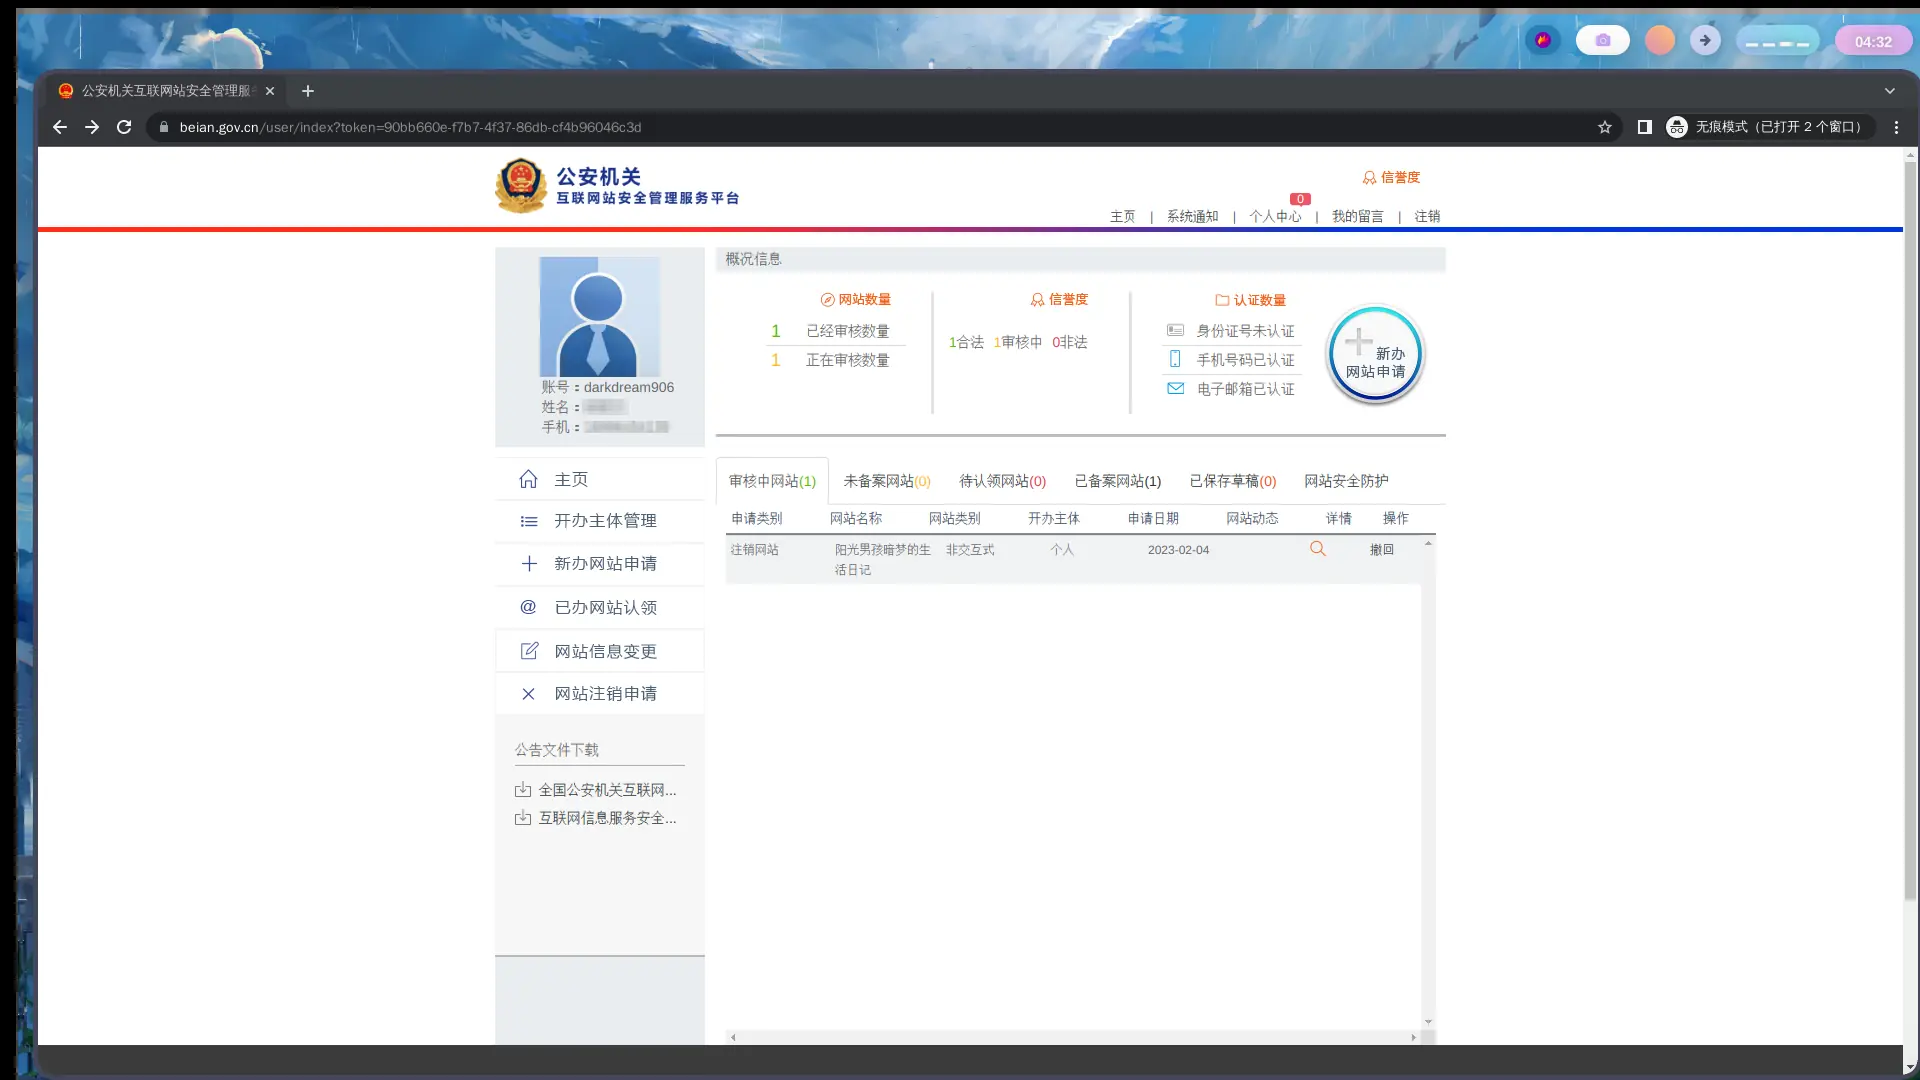 04:32
公安机关互联网站安全管理服
beian.gov.cn/user/index?token=90bb660e-f7b7-4f37-86db-cf4b96046c3d
无痕模式（已打开 2 个窗口）
公安机关
互联网站安全管理服务平台
信誉度
0
主页 | 系统通知 | 个人中心 | 我的留言 | 注销
账号：darkdream906
姓名：
手机：
概况信息
网站数量
1 已经审核数量
1 正在审核数量
信誉度
1合法 1审核中 0非法
认证数量
身份证号未认证
手机号码已认证
电子邮箱已认证
新办
网站申请
主页
开办主体管理
新办网站申请
已办网站认领
网站信息变更
网站注销申请
公告文件下载
全国公安机关互联网...
互联网信息服务安全...
审核中网站(1) 未备案网站(0) 待认领网站(0) 已备案网站(1) 已保存草稿(0) 网站安全防护
申请类别 网站名称 网站类别 开办主体 申请日期 网站动态 详情 操作
注销网站 阳光男孩暗梦的生 非交互式 个人 2023-02-04 撤回
活日记